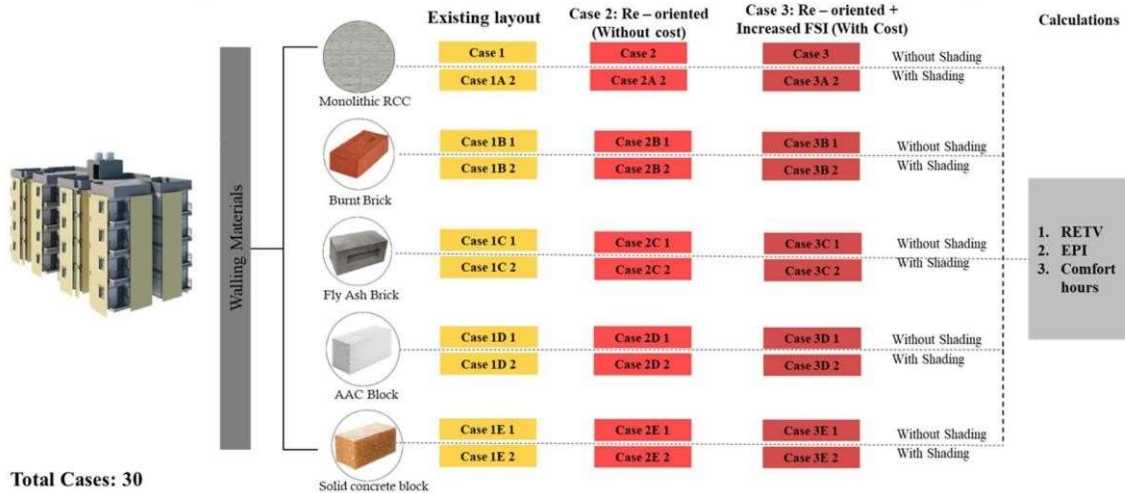 Existing layout
Case 2: Re – oriented
(Without cost)
Case 3: Re – oriented +
Increased FSI (With Cost)
Calculations
Walling Materials
Case 1
Case 2
Case 3
Without Shading
Case 1A 2
Case 2A 2
Case 3A 2
With Shading
Monolithic RCC
Case 1B 1
Case 2B 1
Case 3B 1
Without Shading
Case 1B 2
Case 2B 2
Case 3B 2
With Shading
Burnt Brick
Case 1C 1
Case 2C 1
Case 3C 1
Without Shading
Case 1C 2
Case 2C 2
Case 3C 2
With Shading
Fly Ash Brick
1. RETV
2. EPI
3. Comfort
hours
Case 1D 1
Case 2D 1
Case 3D 1
Without Shading
Case 1D 2
Case 2D 2
Case 3D 2
With Shading
AAC Block
Case 1E 1
Case 2E 1
Case 3E 1
Without Shading
Case 1E 2
Case 2E 2
Case 3E 2
With Shading
Solid concrete block
Total Cases: 30